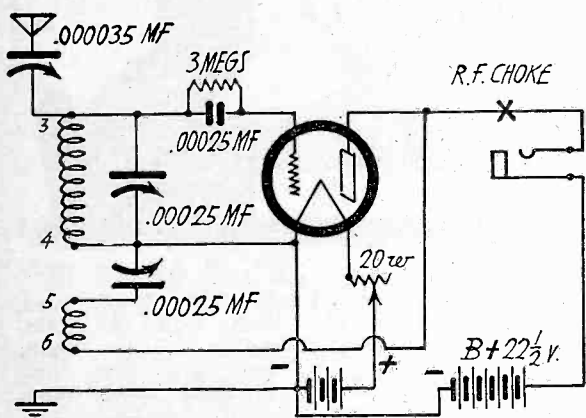 .000035 MF
3 MEGS
.00025 MF
R.F. CHOKE
3
4
.00025 MF
5
6
.00025 MF
20 w
- +
- B+ 22½ V.